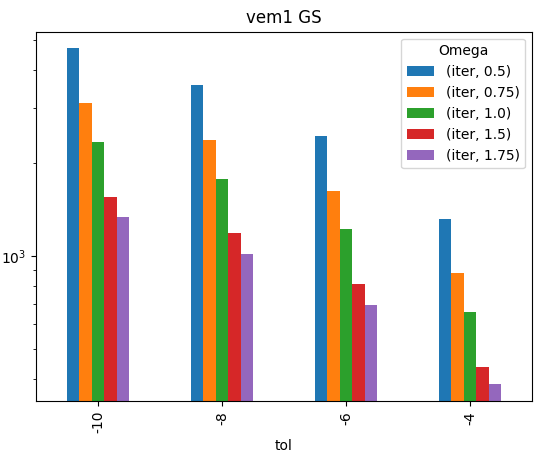 vem1 GS
Omega
(iter, 0.5)
(iter, 0.75)
(iter, 1.0)
(iter, 1.5)
(iter, 1.75)
10³
-10
-8
-6
-4
tol